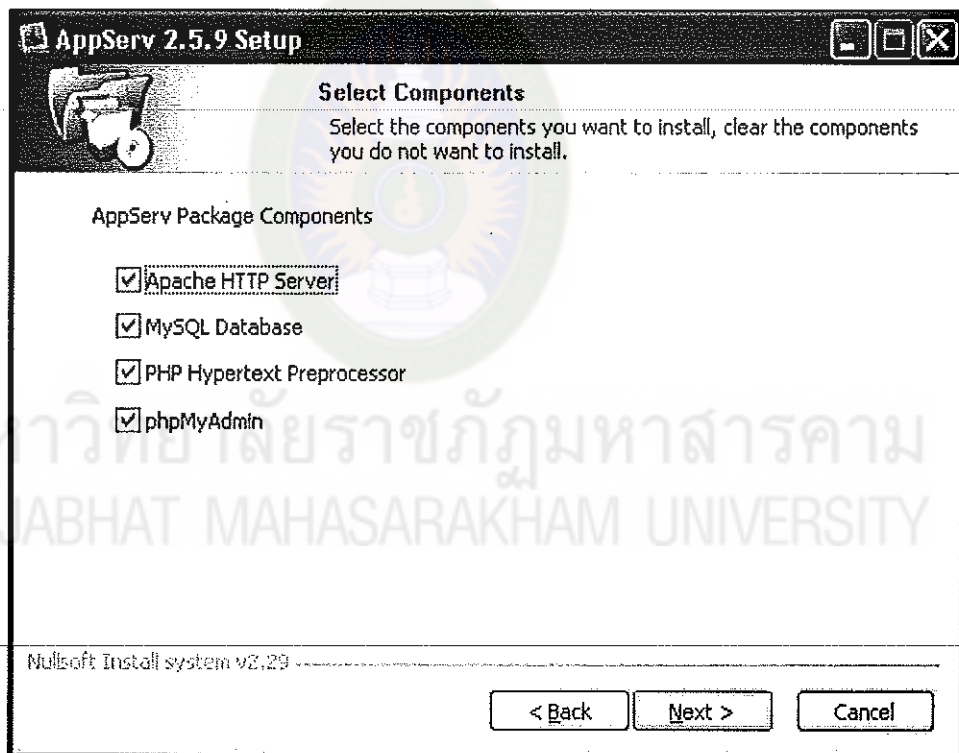 AppServ 2.5.9 Setup
Select Components
Select the components you want to install, clear the components
you do not want to install.
AppServ Package Components
Apache HTTP Server
MySQL Database
PHP Hypertext Preprocessor
phpMyAdmin
าวิทยาลัยราชภัฏมหาสารคาม
JABHAT MAHASARAKHAM UNIVERSITY
Nullsoft Install system v2.29
< Back
Next >
Cancel